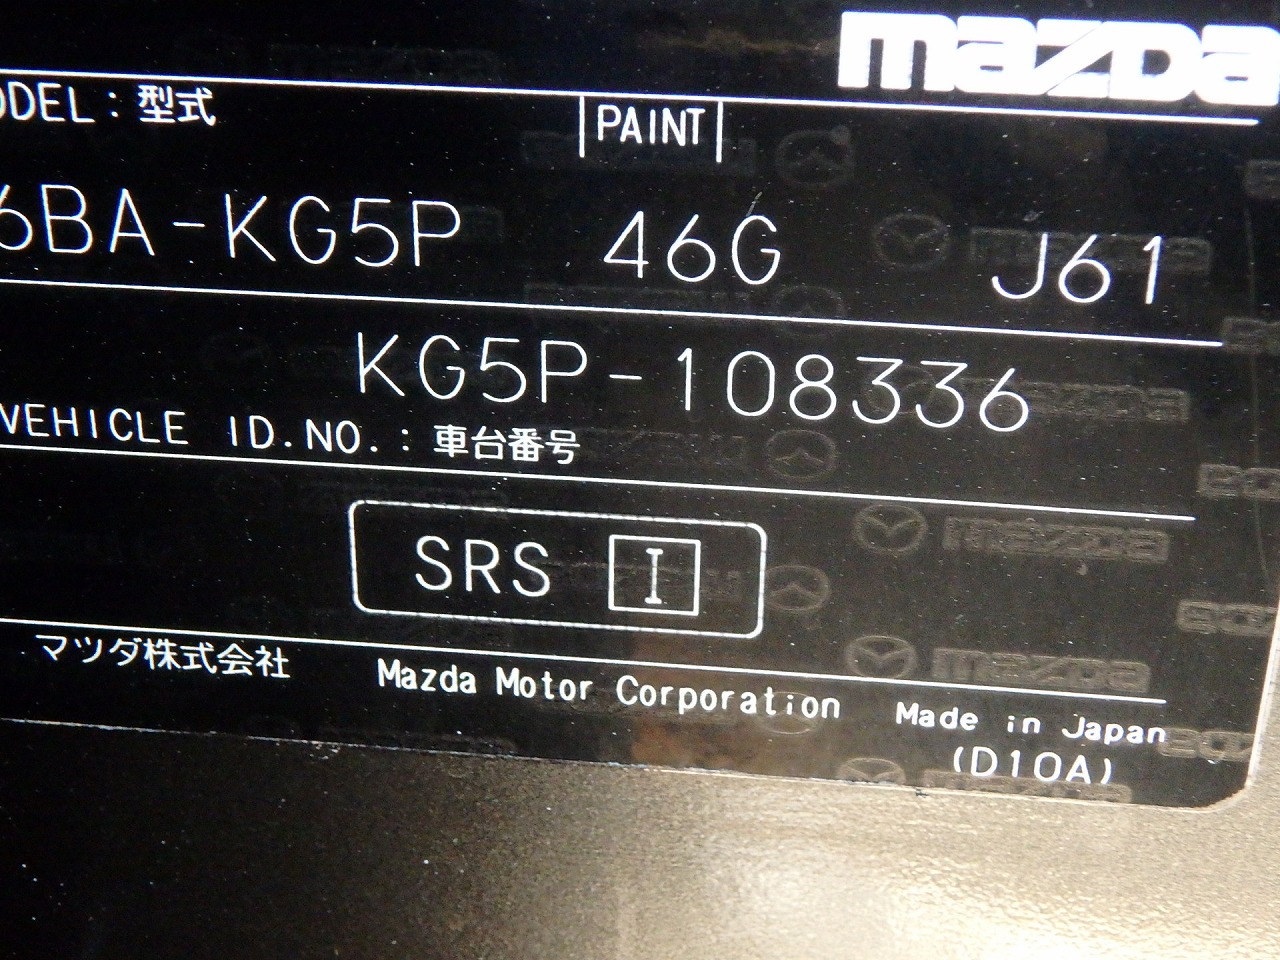 mazda
ODEL：型式
PAINT
6BA-KG5P 46G J61
KG5P-108336
VEHICLE ID.NO.：車台番号
SRS I
マツダ株式会社 Mazda Motor Corporation Made in Japan
(D10A)